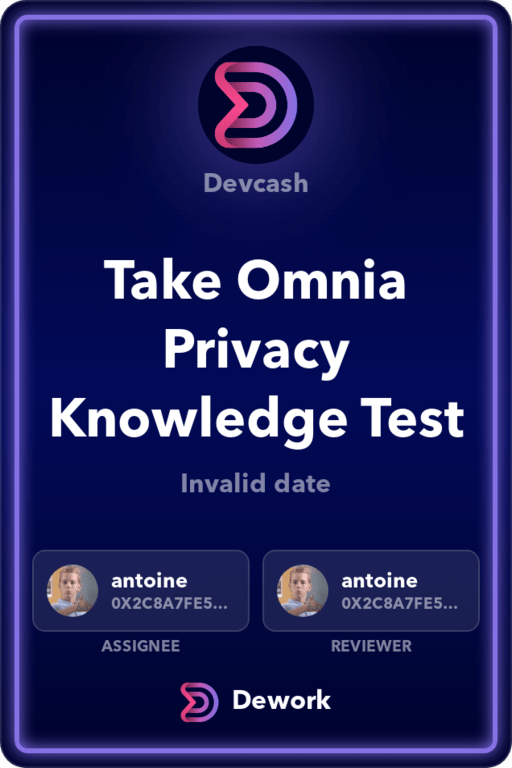 Devcash
Take Omnia
Privacy
Knowledge Test
Invalid date
antoine
0X2C8A7FE5...
ASSIGNEE
antoine
0X2C8A7FE5...
REVIEWER
Dework